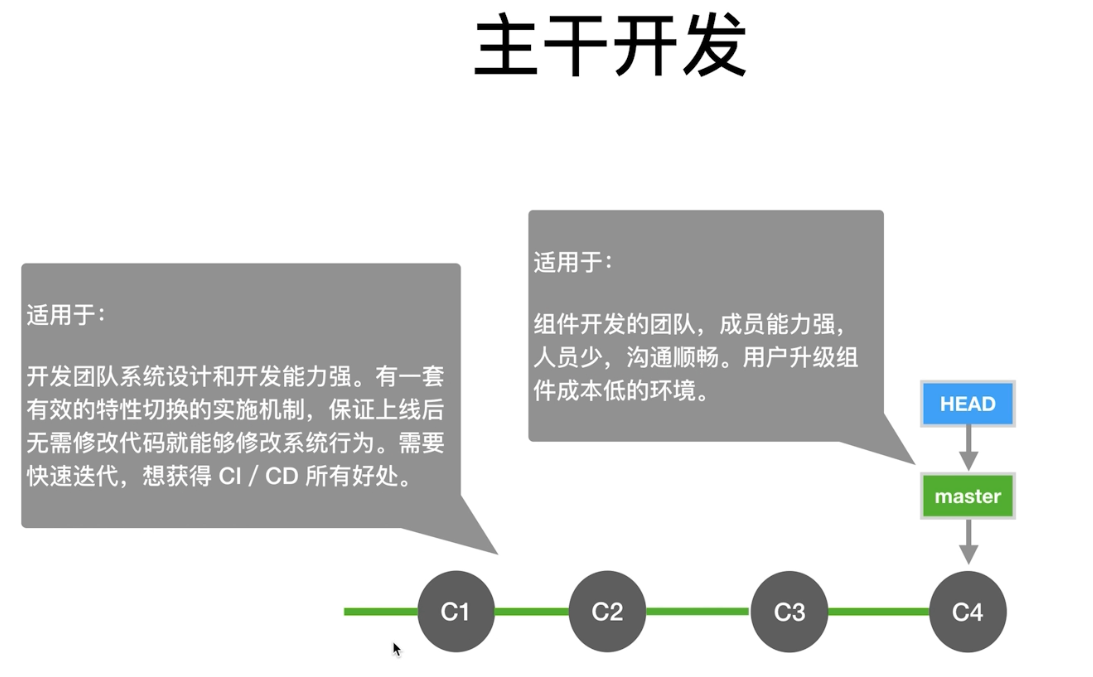 主干开发
适用于：
开发团队系统设计和开发能力强。有一套
有效的特性切换的实施机制，保证上线后
无需修改代码就能够修改系统行为。需要
快速迭代，想获得 CI / CD 所有好处。
适用于：
组件开发的团队，成员能力强，
人员少，沟通顺畅。用户升级组
件成本低的环境。
HEAD
master
C1
C2
C3
C4